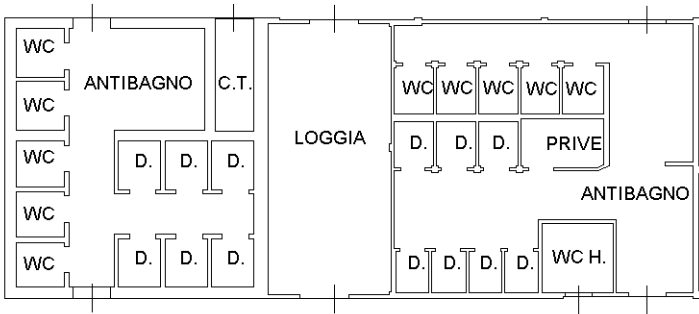 WC
ANTIBAGNO
C.T.
WC
WC
WC
WC
D. D. D.
D. D. D.
LOGGIA
WC WC WC WC WC
D. D. D. PRIVE
ANTIBAGNO
D. D. D. D. WC H.